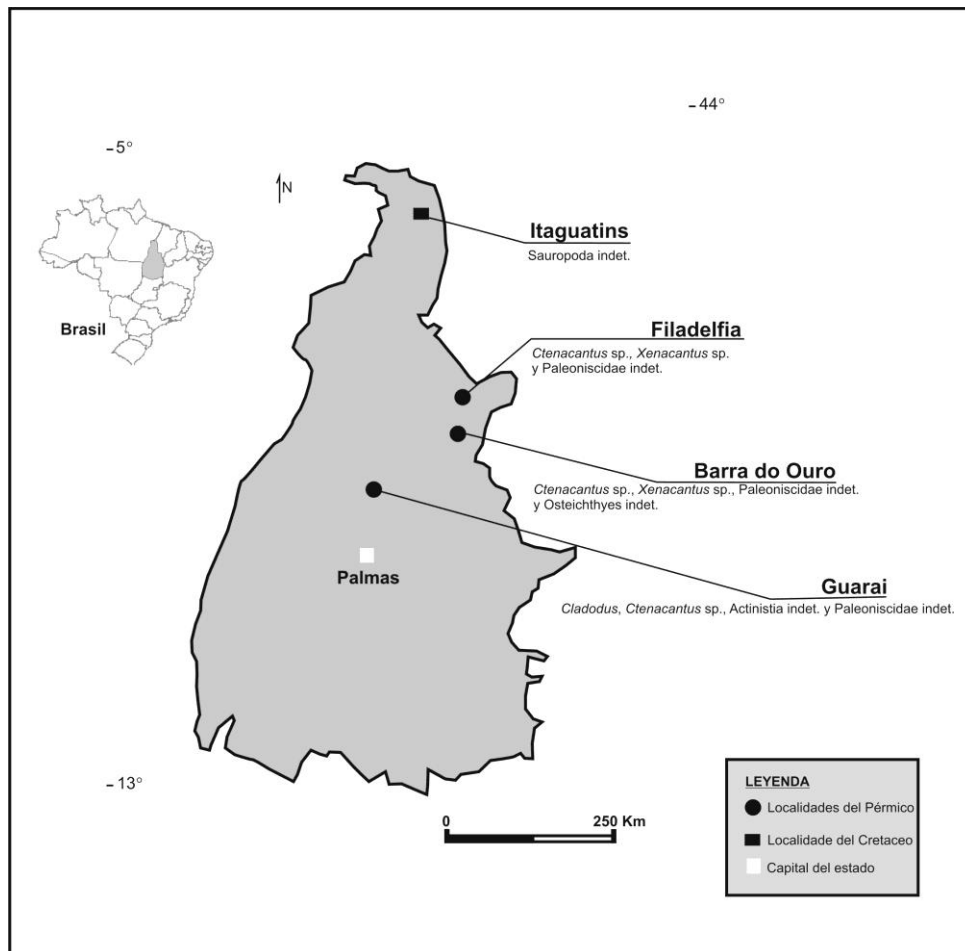 –44°
–5°
N
Itaguatins
Sauropoda indet.
Brasil
Filadelfia
Ctenacantus sp., Xenacantus sp.
y Paleoniscidae indet.
Barra do Ouro
Ctenacantus sp., Xenacantus sp., Paleoniscidae indet.
y Osteichthyes indet.
Palmas
Guarai
Cladodus, Ctenacantus sp., Actinistia indet. y Paleoniscidae indet.
–13°
LEYENDA
Localidades del Pérmico
Localidade del Cretaceo
Capital del estado
0 250 Km